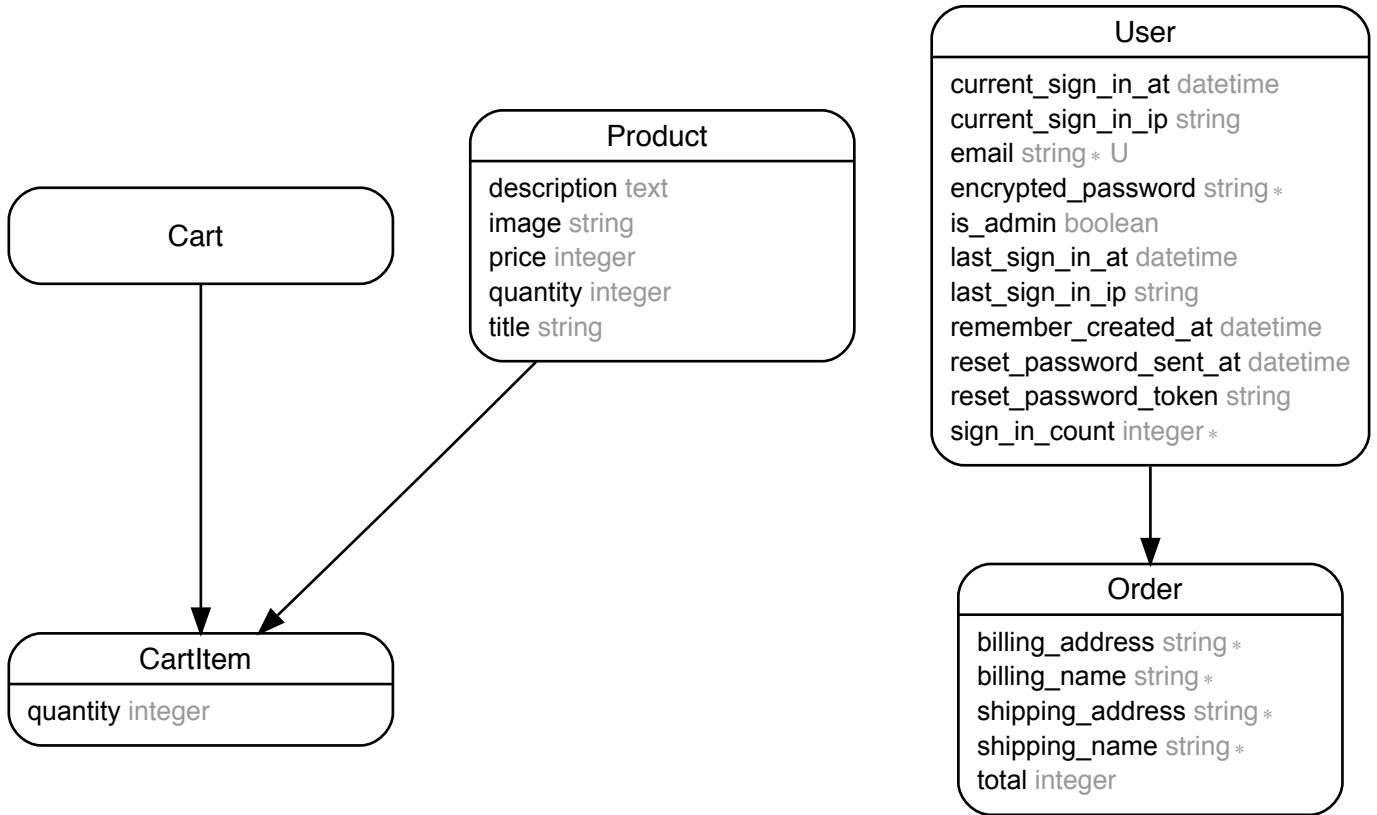 Cart
Product
description text
image string
price integer
quantity integer
title string
User
current_sign_in_at datetime
current_sign_in_ip string
email string * U
encrypted_password string *
is_admin boolean
last_sign_in_at datetime
last_sign_in_ip string
remember_created_at datetime
reset_password_sent_at datetime
reset_password_token string
sign_in_count integer *
CartItem
quantity integer
Order
billing_address string *
billing_name string *
shipping_address string *
shipping_name string *
total integer